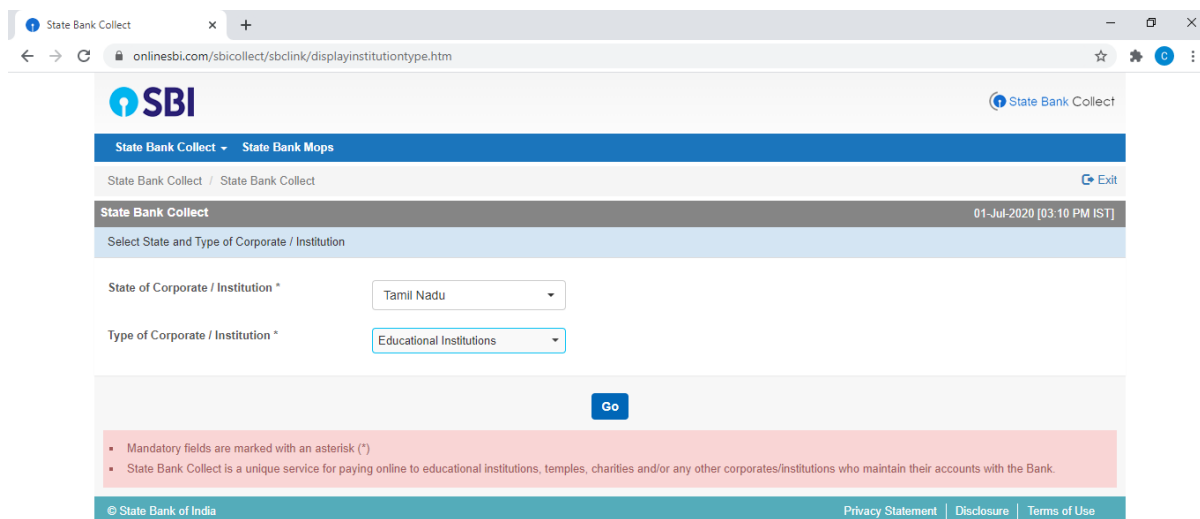 State Bank Collect
onlinesbi.com/sbicollect/sbclink/displayinstitutiontype.htm
C
SBI
State Bank Collect
State Bank Collect State Bank Mops
State Bank Collect / State Bank Collect
Exit
State Bank Collect
01-Jul-2020 [03:10 PM IST]
Select State and Type of Corporate / Institution
State of Corporate / Institution *
Tamil Nadu
Type of Corporate / Institution *
Educational Institutions
Go
Mandatory fields are marked with an asterisk (*)
State Bank Collect is a unique service for paying online to educational institutions, temples, charities and/or any other corporates/institutions who maintain their accounts with the Bank.
© State Bank of India
Privacy Statement | Disclosure | Terms of Use